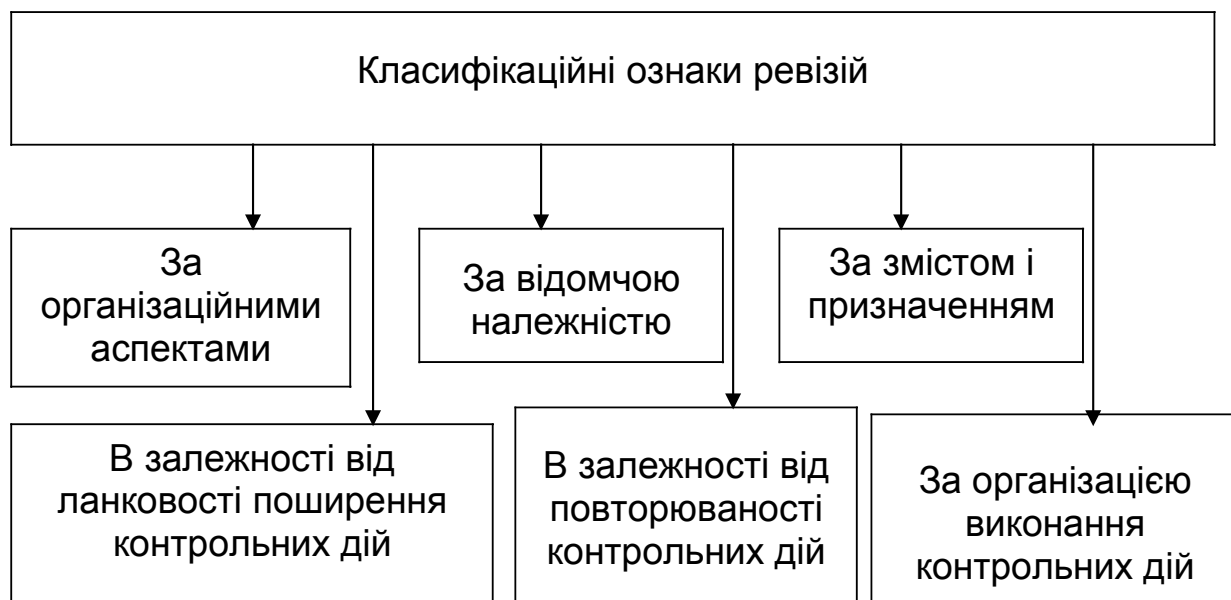 Класифікаційні ознаки ревізій
За
організаційними
аспектами
За відомчою
належністю
За змістом і
призначенням
В залежності від
ланковості поширення
контрольних дій
В залежності від
повторюваності
контрольних дій
За організацією
виконання
контрольних дій